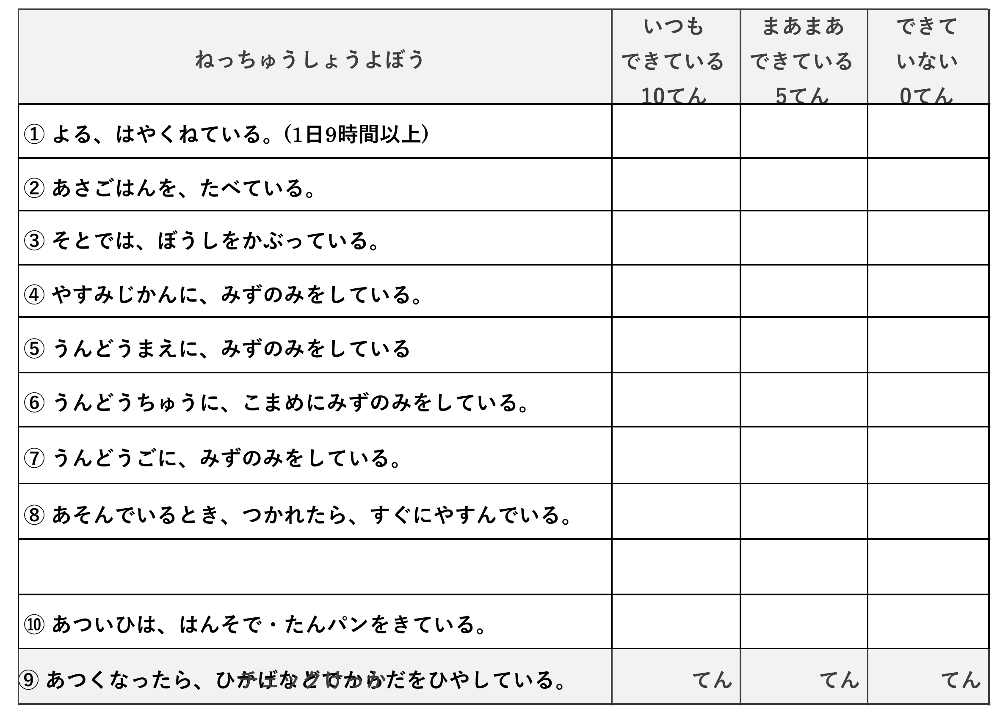 ねっちゅうしょうよぼう
いつも
できている
10てん
まあまあ
できている
5てん
できて
いない
0てん
① よる、はやくねている。（1日9時間以上）
② あさごはんを、たべている。
③ そとでは、ぼうしをかぶっている。
④ やすみじかんに、みずのみをしている。
⑤ うんどうまえに、みずのみをしている
⑥ うんどうちゅうに、こまめにみずのみをしている。
⑦ うんどうごに、みずのみをしている。
⑧ あそんでいるとき、つかれたら、すぐにやすんでいる。
⑩ あついひは、はんそで・たんパンをきている。
⑨ あつくなったら、ひかげなどでからだをひやしている。
チェックけっか
てん
てん
てん